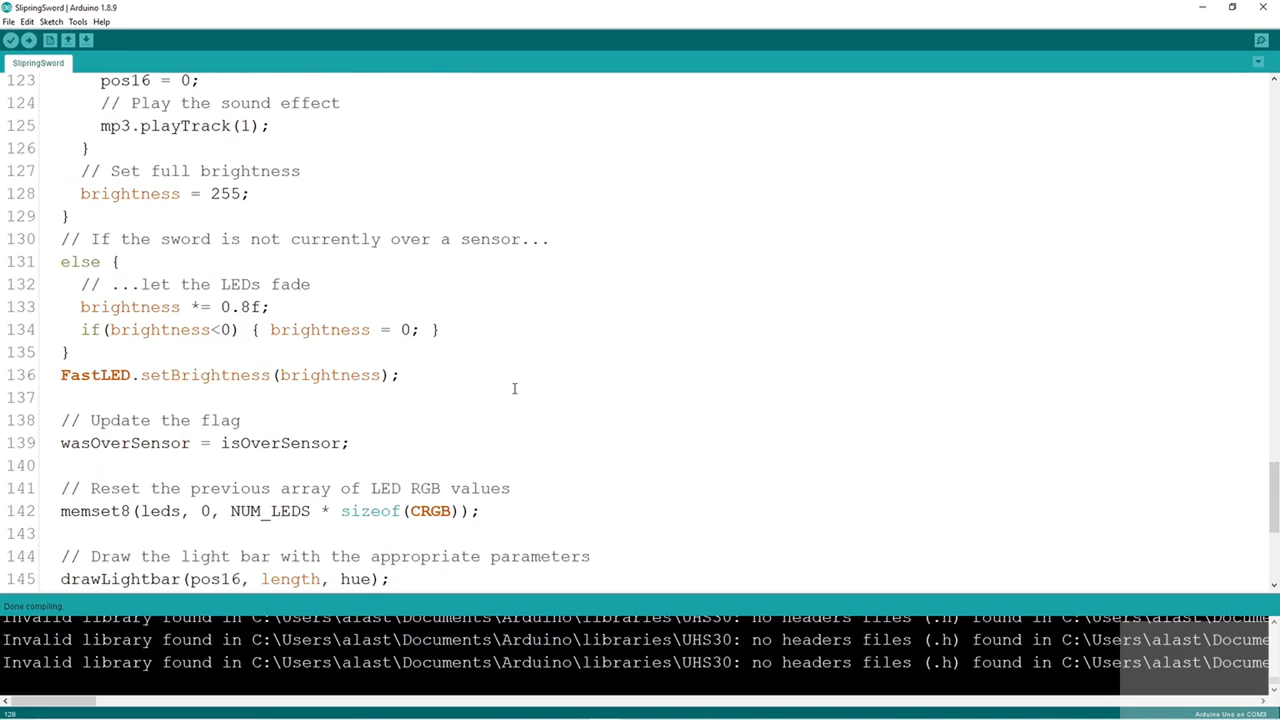 SlipringSword | Arduino 1.8.9
File Edit Sketch Tools Help
SlipringSword
123 pos16 = 0;
124 // Play the sound effect
125 mp3.playTrack(1);
126 }
127 // Set full brightness
128 brightness = 255;
129 }
130 // If the sword is not currently over a sensor...
131 else {
132 // ...let the LEDs fade
133 brightness *= 0.8f;
134 if(brightness<0) { brightness = 0; }
135 }
136 FastLED.setBrightness(brightness);
137
138 // Update the flag
139 wasOverSensor = isOverSensor;
140
141 // Reset the previous array of LED RGB values
142 memset8(leds, 0, NUM_LEDS * sizeof(CRGB));
143
144 // Draw the light bar with the appropriate parameters
145 drawLightbar(pos16, length, hue);
Done compiling.
Invalid library found in C:\Users\alast\Documents\Arduino\libraries\UHS30: no headers files (.h) found in C:\Users\alast\Docume
Invalid library found in C:\Users\alast\Documents\Arduino\libraries\UHS30: no headers files (.h) found in C:\Users\alast\Docume
Invalid library found in C:\Users\alast\Documents\Arduino\libraries\UHS30: no headers files (.h) found in C:\Users\alast\Docume
128 Arduino Uno on COM3